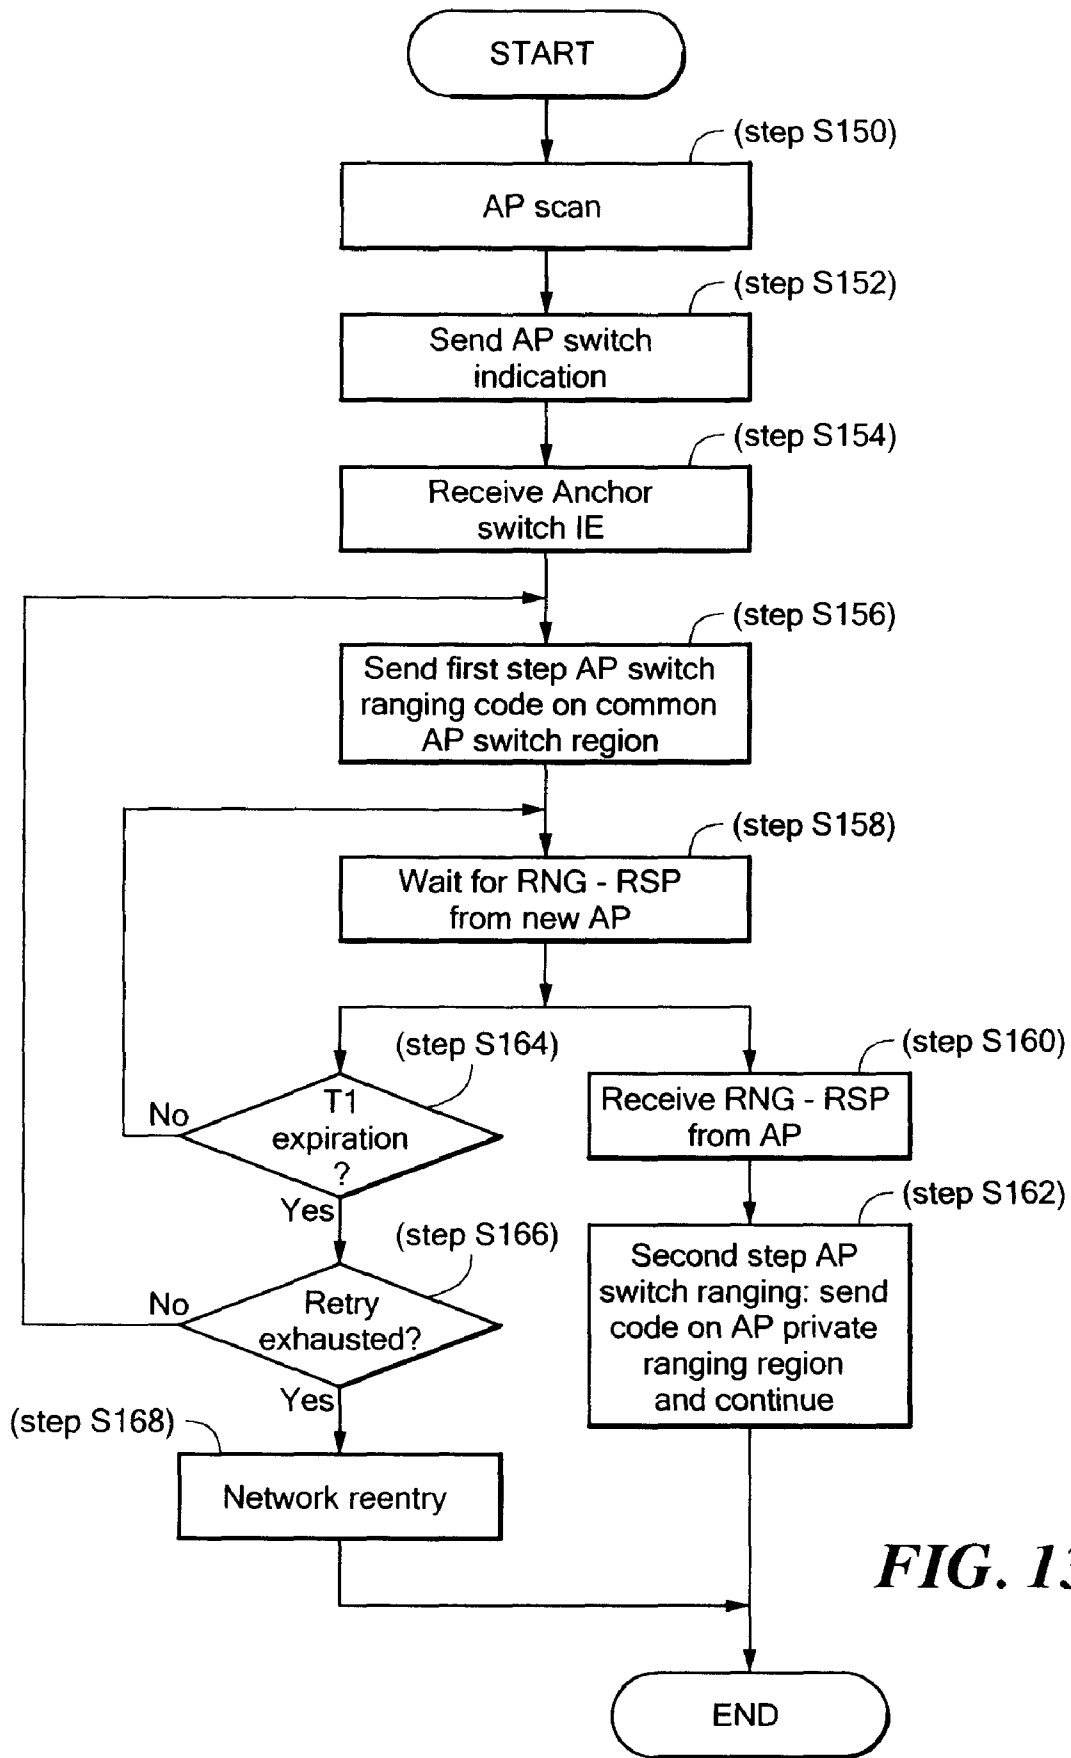 START
(step S150)
AP scan
(step S152)
Send AP switch
indication
(step S154)
Receive Anchor
switch IE
(step S156)
Send first step AP switch
ranging code on common
AP switch region
(step S158)
Wait for RNG - RSP
from new AP
(step S164)
T1
expiration
?
No
Yes
(step S160)
Receive RNG - RSP
from AP
(step S162)
Second step AP
switch ranging: send
code on AP private
ranging region
and continue
(step S166)
Retry
exhausted?
No
Yes
(step S168)
Network reentry
FIG. 13
END